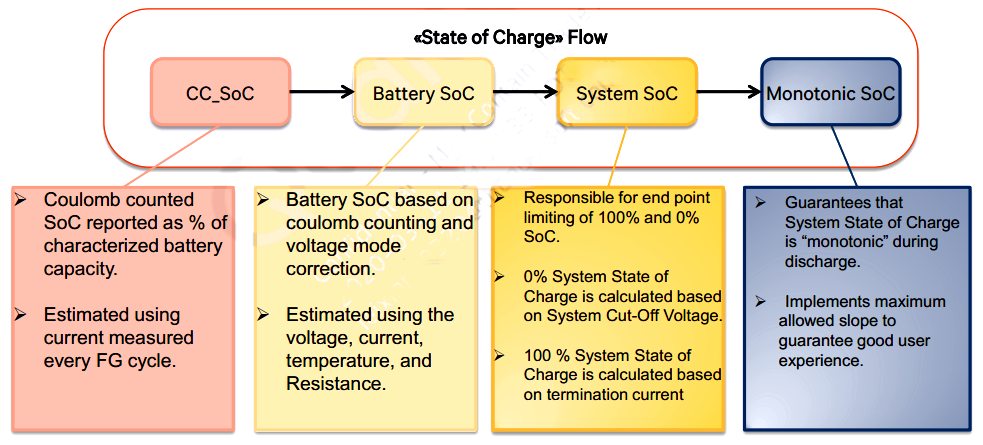 «State of Charge» Flow
CC_SoC
Battery SoC
System SoC
Monotonic SoC
➢ Coulomb counted
SoC reported as % of
characterized battery
capacity.
➢ Estimated using
current measured
every FG cycle.
➢ Battery SoC based on
coulomb counting and
voltage mode
correction.
➢ Estimated using the
voltage, current,
temperature, and
Resistance.
➢ Responsible for end point
limiting of 100% and 0%
SoC.
➢ 0% System State of
Charge is calculated based
on System Cut-Off Voltage.
➢ 100 % System State of
Charge is calculated based
on termination current
➢ Guarantees that
System State of Charge
is “monotonic” during
discharge.
➢ Implements maximum
allowed slope to
guarantee good user
experience.